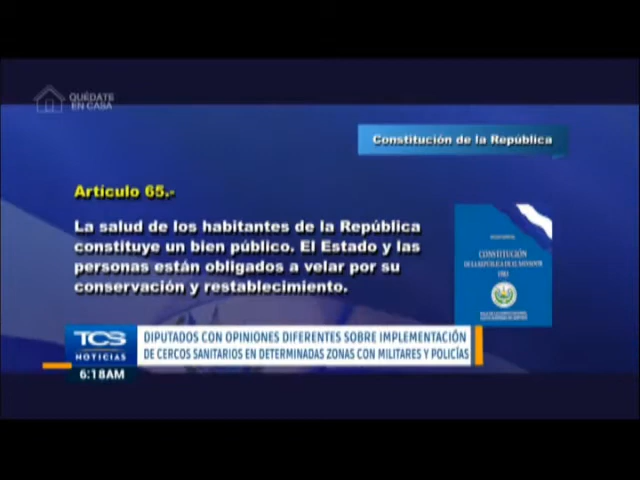 QUÉDATE
EN CASA
Constitución de la República
Artículo 65.-
La salud de los habitantes de la República
constituye un bien público. El Estado y las
personas están obligados a velar por su
conservación y restablecimiento.
CONSTITUCIÓN
DE LA REPÚBLICA DE EL SALVADOR
1983
TCS
NOTICIAS
6:18AM
DIPUTADOS CON OPINIONES DIFERENTES SOBRE IMPLEMENTACIÓN
DE CERCOS SANITARIOS EN DETERMINADAS ZONAS CON MILITARES Y POLICÍAS